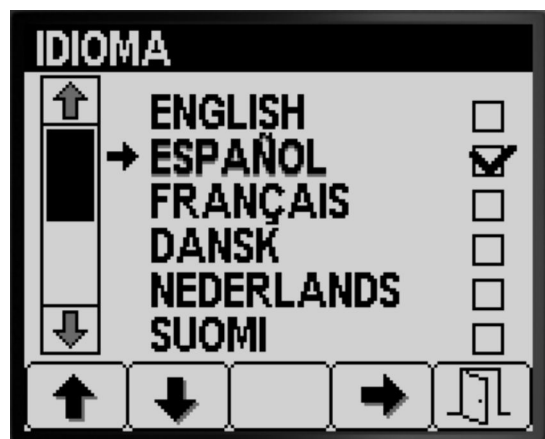 IDIOMA
ENGLISH
ESPAÑOL
FRANÇAIS
DANSK
NEDERLANDS
SUOMI